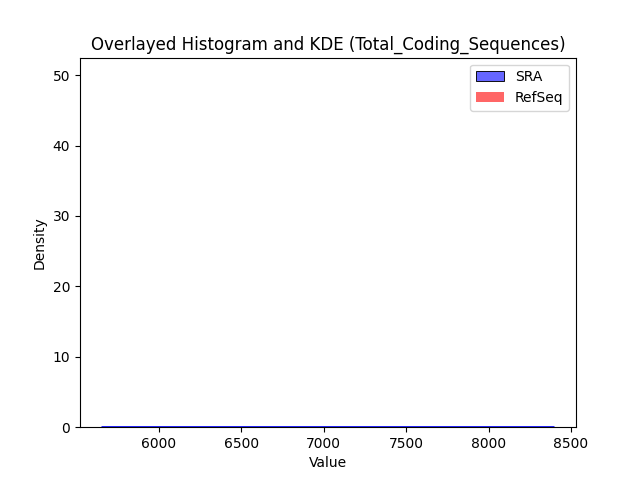 Overlayed Histogram and KDE (Total_Coding_Sequences)
SRA
RefSeq
50
40
30
20
10
0
Density
6000 6500 7000 7500 8000 8500
Value